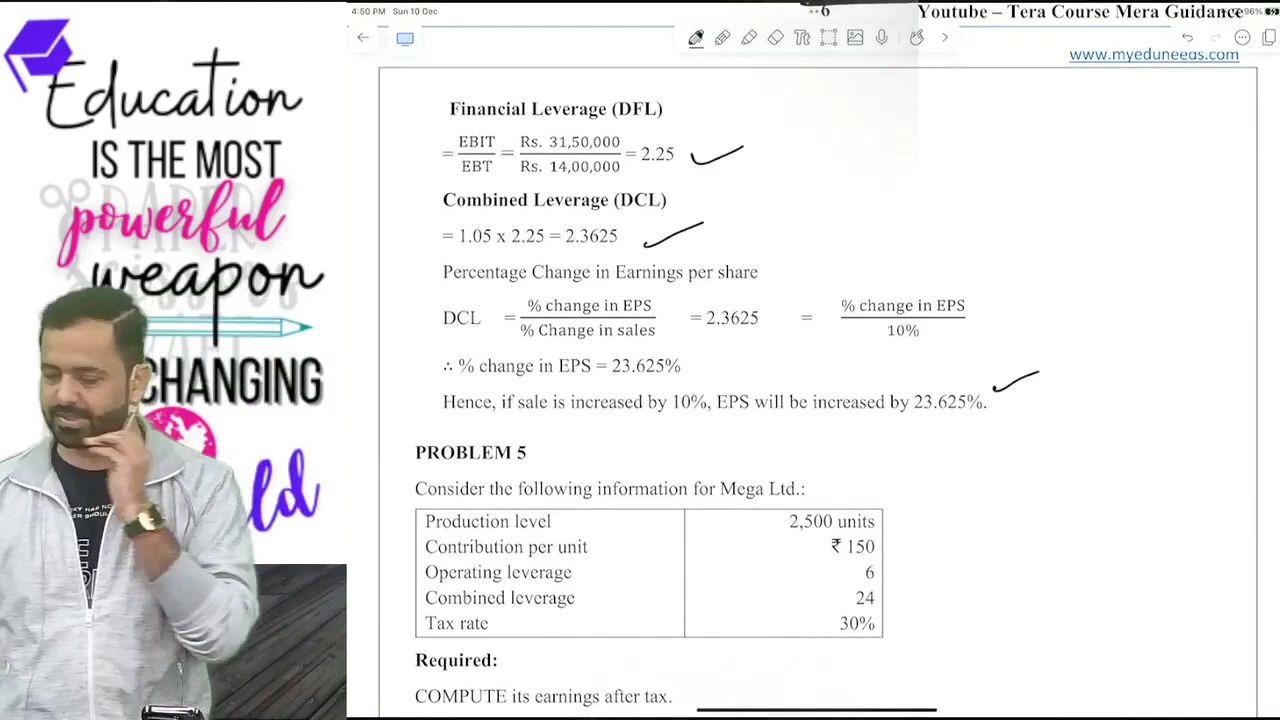 4:50 PM Sun 10 Dec
6 Youtube – Tera Course Mera Guidance
96%
www.myeduneeds.com
Education
IS THE MOST
powerful
weapon
CHANGING
ld
Financial Leverage (DFL)
= EBIT / EBT = Rs. 31,50,000 / Rs. 14,00,000 = 2.25
Combined Leverage (DCL)
= 1.05 x 2.25 = 2.3625
Percentage Change in Earnings per share
DCL = % change in EPS / % Change in sales = 2.3625 = % change in EPS / 10%
∴ % change in EPS = 23.625%
Hence, if sale is increased by 10%, EPS will be increased by 23.625%.
PROBLEM 5
Consider the following information for Mega Ltd.:
Production level 2,500 units
Contribution per unit ₹ 150
Operating leverage 6
Combined leverage 24
Tax rate 30%
Required:
COMPUTE its earnings after tax.